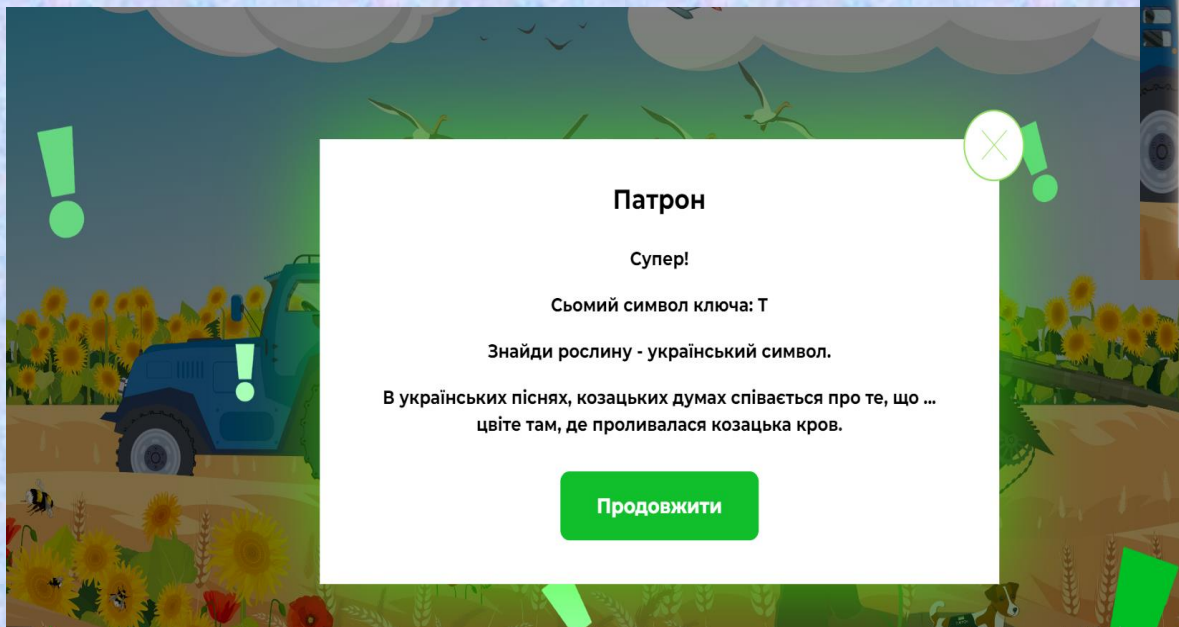 Патрон
Супер!
Сьомий символ ключа: Т
Знайди рослину - український символ.
В українських піснях, козацьких думах співається про те, що ...
цвіте там, де проливалася козацька кров.
Продовжити